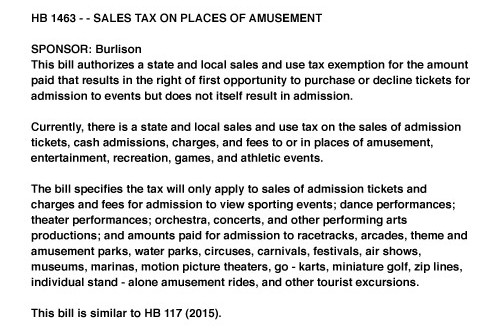 HB 1463 - - SALES TAX ON PLACES OF AMUSEMENT
SPONSOR: Burlison
This bill authorizes a state and local sales and use tax exemption for the amount
paid that results in the right of first opportunity to purchase or decline tickets for
admission to events but does not itself result in admission.
Currently, there is a state and local sales and use tax on the sales of admission
tickets, cash admissions, charges, and fees to or in places of amusement,
entertainment, recreation, games, and athletic events.
The bill specifies the tax will only apply to sales of admission tickets and
charges and fees for admission to view sporting events; dance performances;
theater performances; orchestra, concerts, and other performing arts
productions; and amounts paid for admission to racetracks, arcades, theme and
amusement parks, water parks, circuses, carnivals, festivals, air shows,
museums, marinas, motion picture theaters, go - karts, miniature golf, zip lines,
individual stand - alone amusement rides, and other tourist excursions.
This bill is similar to HB 117 (2015).